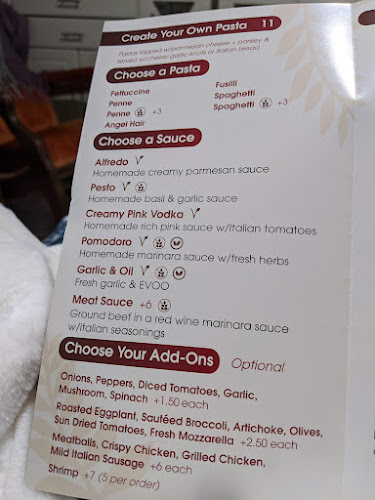 Create Your Own Pasta 11
Pastas topped w/parmesan cheese + parsley &
served w/cheesy garlic knots or Italian bread
Choose a Pasta
Fettuccine
Penne
Penne +3
Angel Hair
Fusilli
Spaghetti
Spaghetti +3
Choose a Sauce
Alfredo
Homemade creamy parmesan sauce
Pesto
Homemade basil & garlic sauce
Creamy Pink Vodka
Homemade rich pink sauce w/Italian tomatoes
Pomodoro
Homemade marinara sauce w/fresh herbs
Garlic & Oil
Fresh garlic & EVOO
Meat Sauce +6
Ground beef in a red wine marinara sauce
w/Italian seasonings
Choose Your Add-Ons Optional
Onions, Peppers, Diced Tomatoes, Garlic,
Mushroom, Spinach +1.50 each
Roasted Eggplant, Sautéed Broccoli, Artichoke, Olives,
Sun Dried Tomatoes, Fresh Mozzarella +2.50 each
Meatballs, Crispy Chicken, Grilled Chicken,
Mild Italian Sausage +6 each
Shrimp +7 (5 per order)